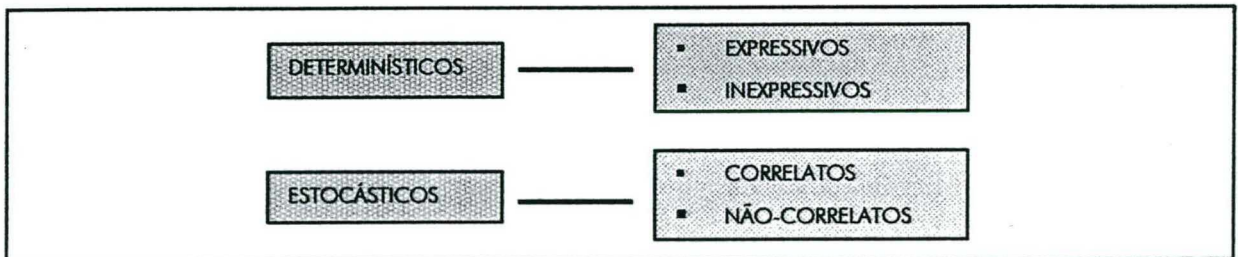 DETERMINÍSTICOS
▪ EXPRESSIVOS
▪ INEXPRESSIVOS
ESTOCÁSTICOS
▪ CORRELATOS
▪ NÃO-CORRELATOS